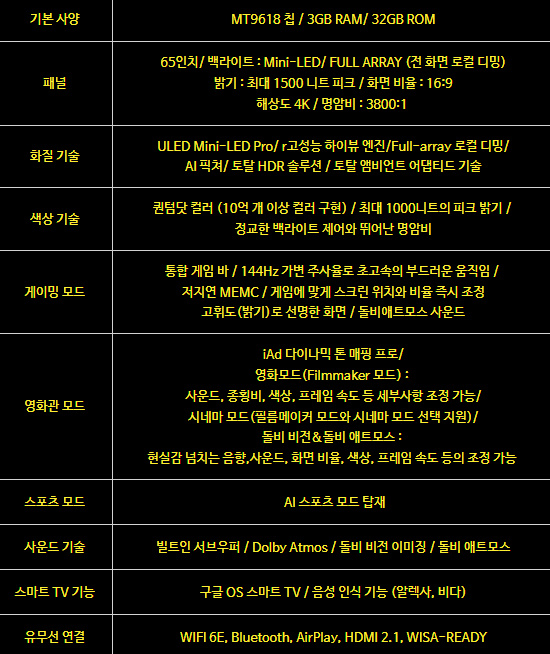 기본 사양
MT9618 칩 / 3GB RAM/ 32GB ROM
패널
65인치/ 백라이트 : Mini-LED/ FULL ARRAY (전 화면 로컬 디밍)
밝기 : 최대 1500 니트 피크 / 화면 비율 : 16:9
해상도 4K / 명암비 : 3800:1
화질 기술
ULED Mini-LED Pro/ r고성능 하이뷰 엔진/Full-array 로컬 디밍/
AI 픽쳐/ 토탈 HDR 솔루션 / 토탈 앰비언트 어댑티드 기술
색상 기술
퀀텀닷 컬러 (10억 개 이상 컬러 구현) / 최대 1000니트의 피크 밝기 /
정교한 백라이트 제어와 뛰어난 명암비
게이밍 모드
통합 게임 바 / 144Hz 가변 주사율로 초고속의 부드러운 움직임 /
저지연 MEMC / 게임에 맞게 스크린 위치와 비율 즉시 조정
고휘도(밝기)로 선명한 화면 / 돌비애트모스 사운드
영화관 모드
iAd 다이나믹 톤 매핑 프로/
영화모드(Filmmaker 모드) :
사운드, 종횡비, 색상, 프레임 속도 등 세부사항 조정 가능/
시네마 모드(필름메이커 모드와 시네마 모드 선택 지원)/
돌비 비전&돌비 애트모스 :
현실감 넘치는 음향,사운드, 화면 비율, 색상, 프레임 속도 등의 조정 가능
스포츠 모드
AI 스포츠 모드 탑재
사운드 기술
빌트인 서브우퍼 / Dolby Atmos / 돌비 비전 이미징 / 돌비 애트모스
스마트 TV 기능
구글 OS 스마트 TV / 음성 인식 기능 (알렉사, 비다)
유무선 연결
WIFI 6E, Bluetooth, AirPlay, HDMI 2.1, WISA-READY